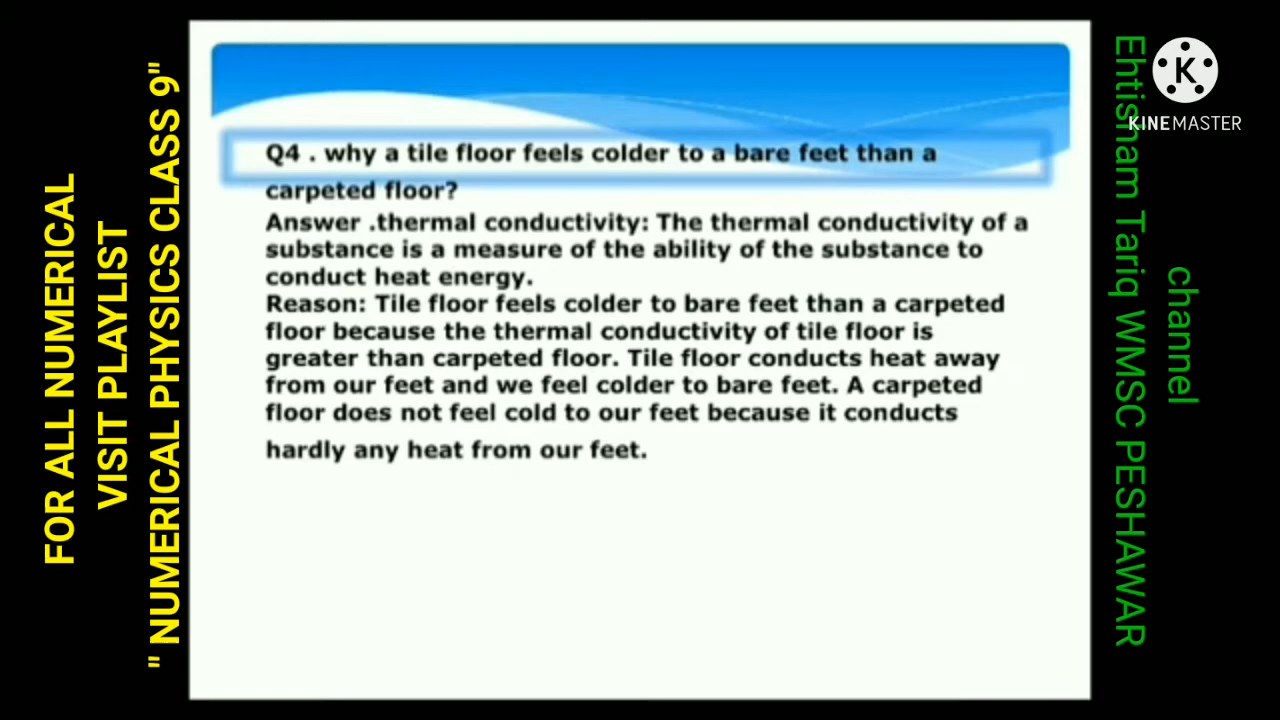 FOR ALL NUMERICAL
VISIT PLAYLIST
" NUMERICAL PHYSICS CLASS 9"
Q4 . why a tile floor feels colder to a bare feet than a
carpeted floor?
Answer .thermal conductivity: The thermal conductivity of a
substance is a measure of the ability of the substance to
conduct heat energy.
Reason: Tile floor feels colder to bare feet than a carpeted
floor because the thermal conductivity of tile floor is
greater than carpeted floor. Tile floor conducts heat away
from our feet and we feel colder to bare feet. A carpeted
floor does not feel cold to our feet because it conducts
hardly any heat from our feet.
K
KINEMASTER
Ehtisham Tariq WMSC PESHAWAR
channel